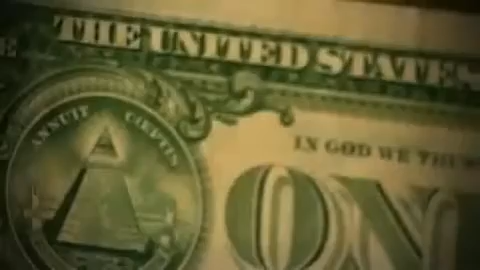 THE UNITED STATES
ANNUIT CŒPTIS
IN GOD WE
ON